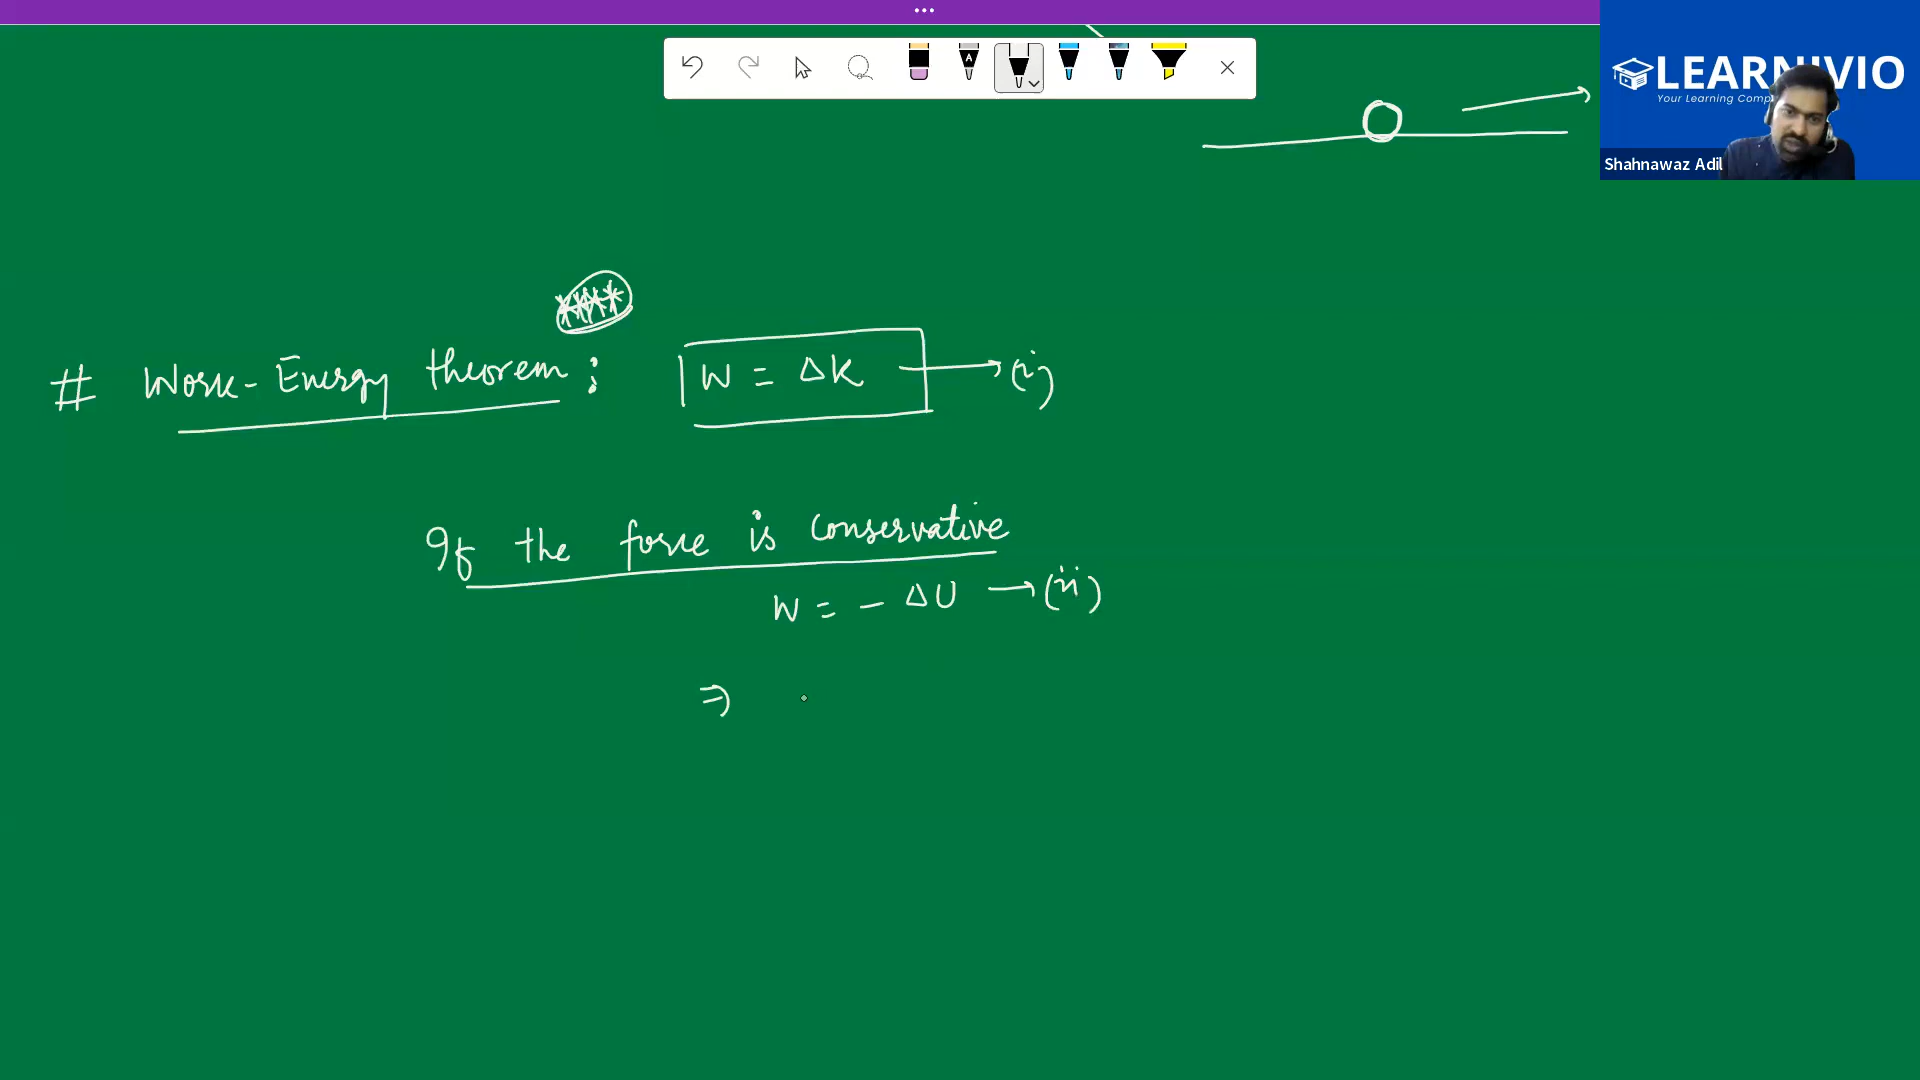 ...
A
LEARNIVIO
Your Learning Comp
Shahnawaz Adil
****
# Work-Energy theorem : W = ΔK → (i)
If the force is conservative
W = - ΔU → (ii)
⇒